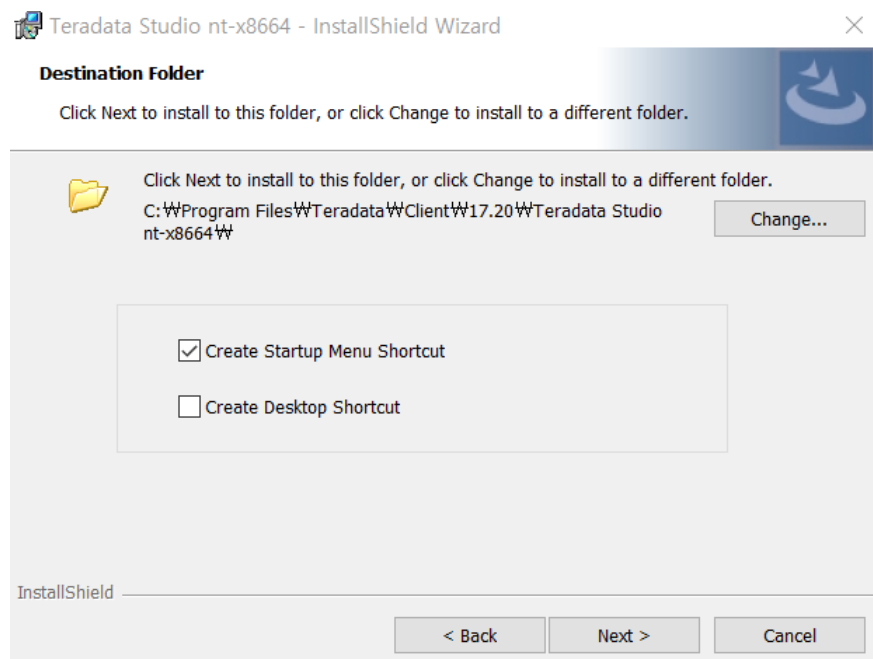 Teradata Studio nt-x8664 - InstallShield Wizard
Destination Folder
Click Next to install to this folder, or click Change to install to a different folder.
Click Next to install to this folder, or click Change to install to a different folder.
C:₩Program Files₩Teradata₩Client₩17.20₩Teradata Studio
nt-x8664₩
Change...
Create Startup Menu Shortcut
Create Desktop Shortcut
InstallShield
< Back
Next >
Cancel